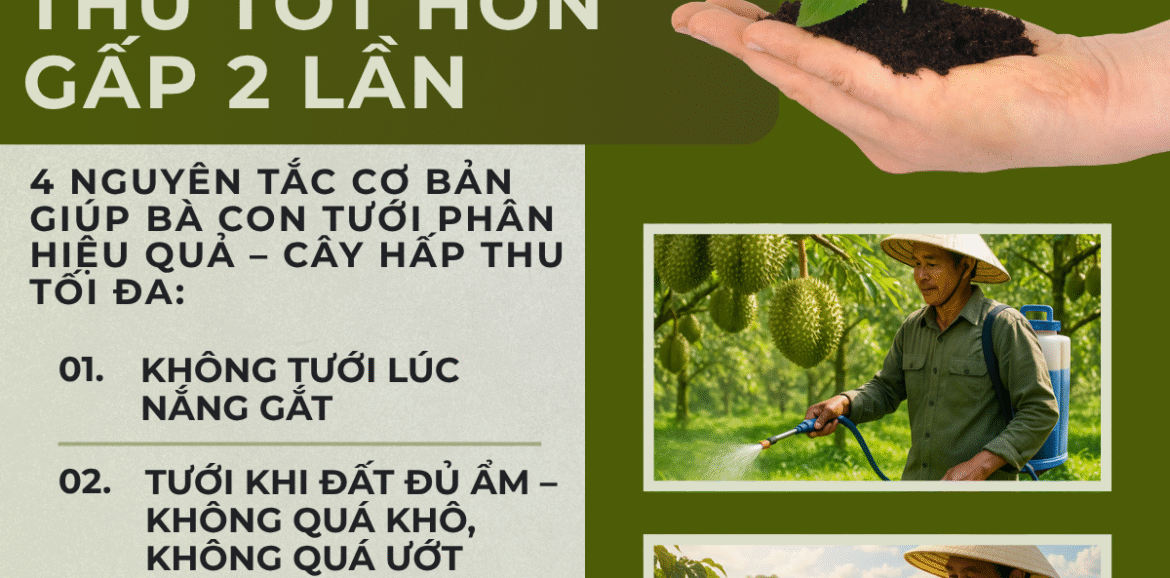 THU TỐT HƠN
GẤP 2 LẦN
4 NGUYÊN TẮC CƠ BẢN
GIÚP BÀ CON TƯỚI PHÂN
HIỆU QUẢ – CÂY HẤP THU
TỐI ĐA:
01. KHÔNG TƯỚI LÚC
NẮNG GẮT
02. TƯỚI KHI ĐẤT ĐỦ ẨM –
KHÔNG QUÁ KHÔ,
KHÔNG QUÁ ƯỚT